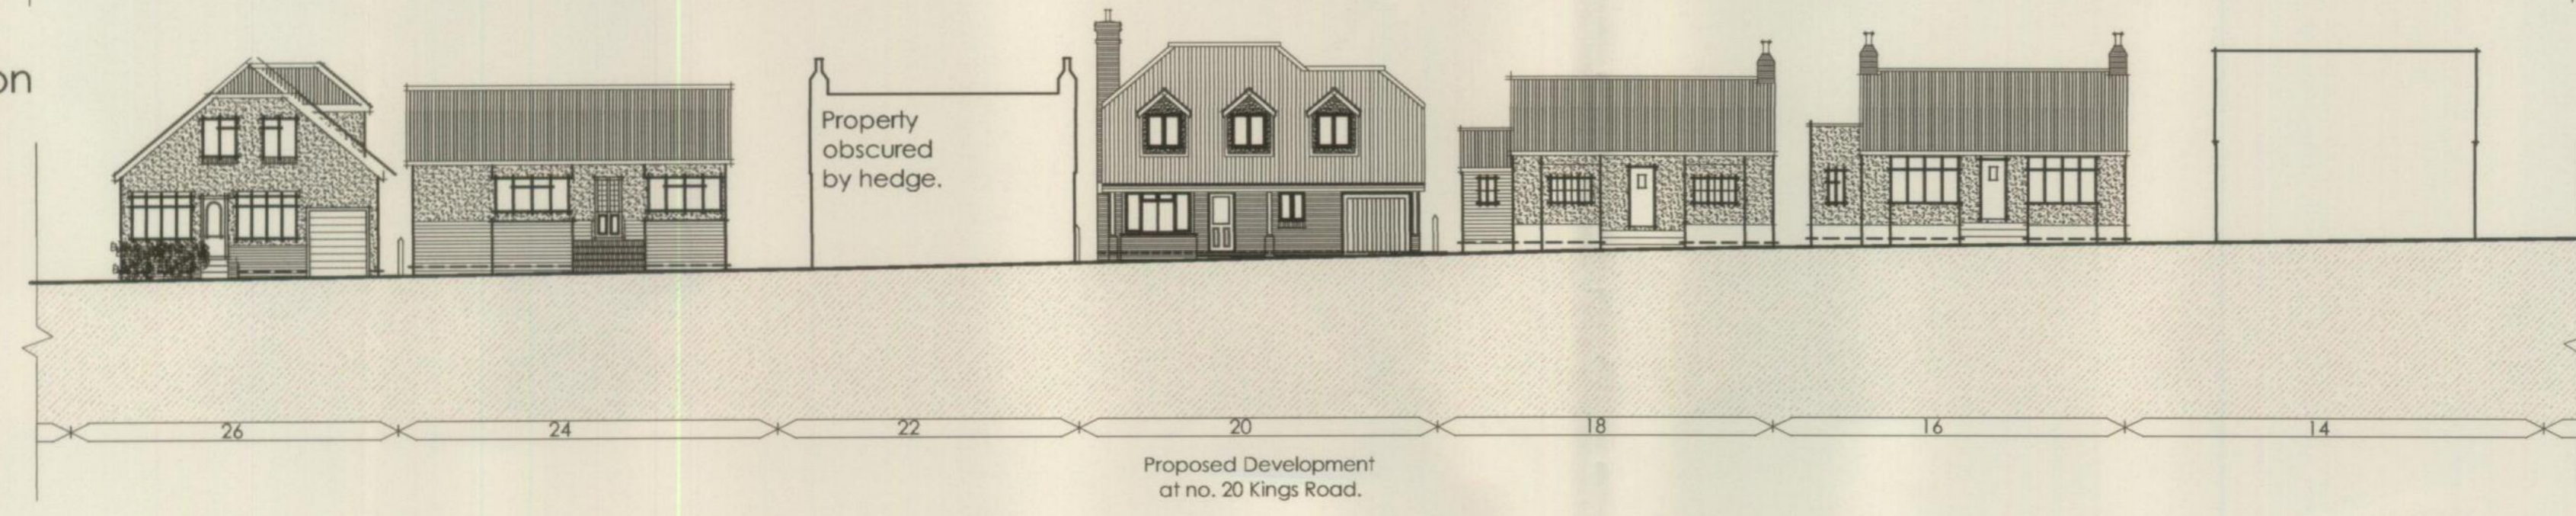 on
Property
obscured
by hedge.
26
24
22
20
18
16
14
Proposed Development
at no. 20 Kings Road.